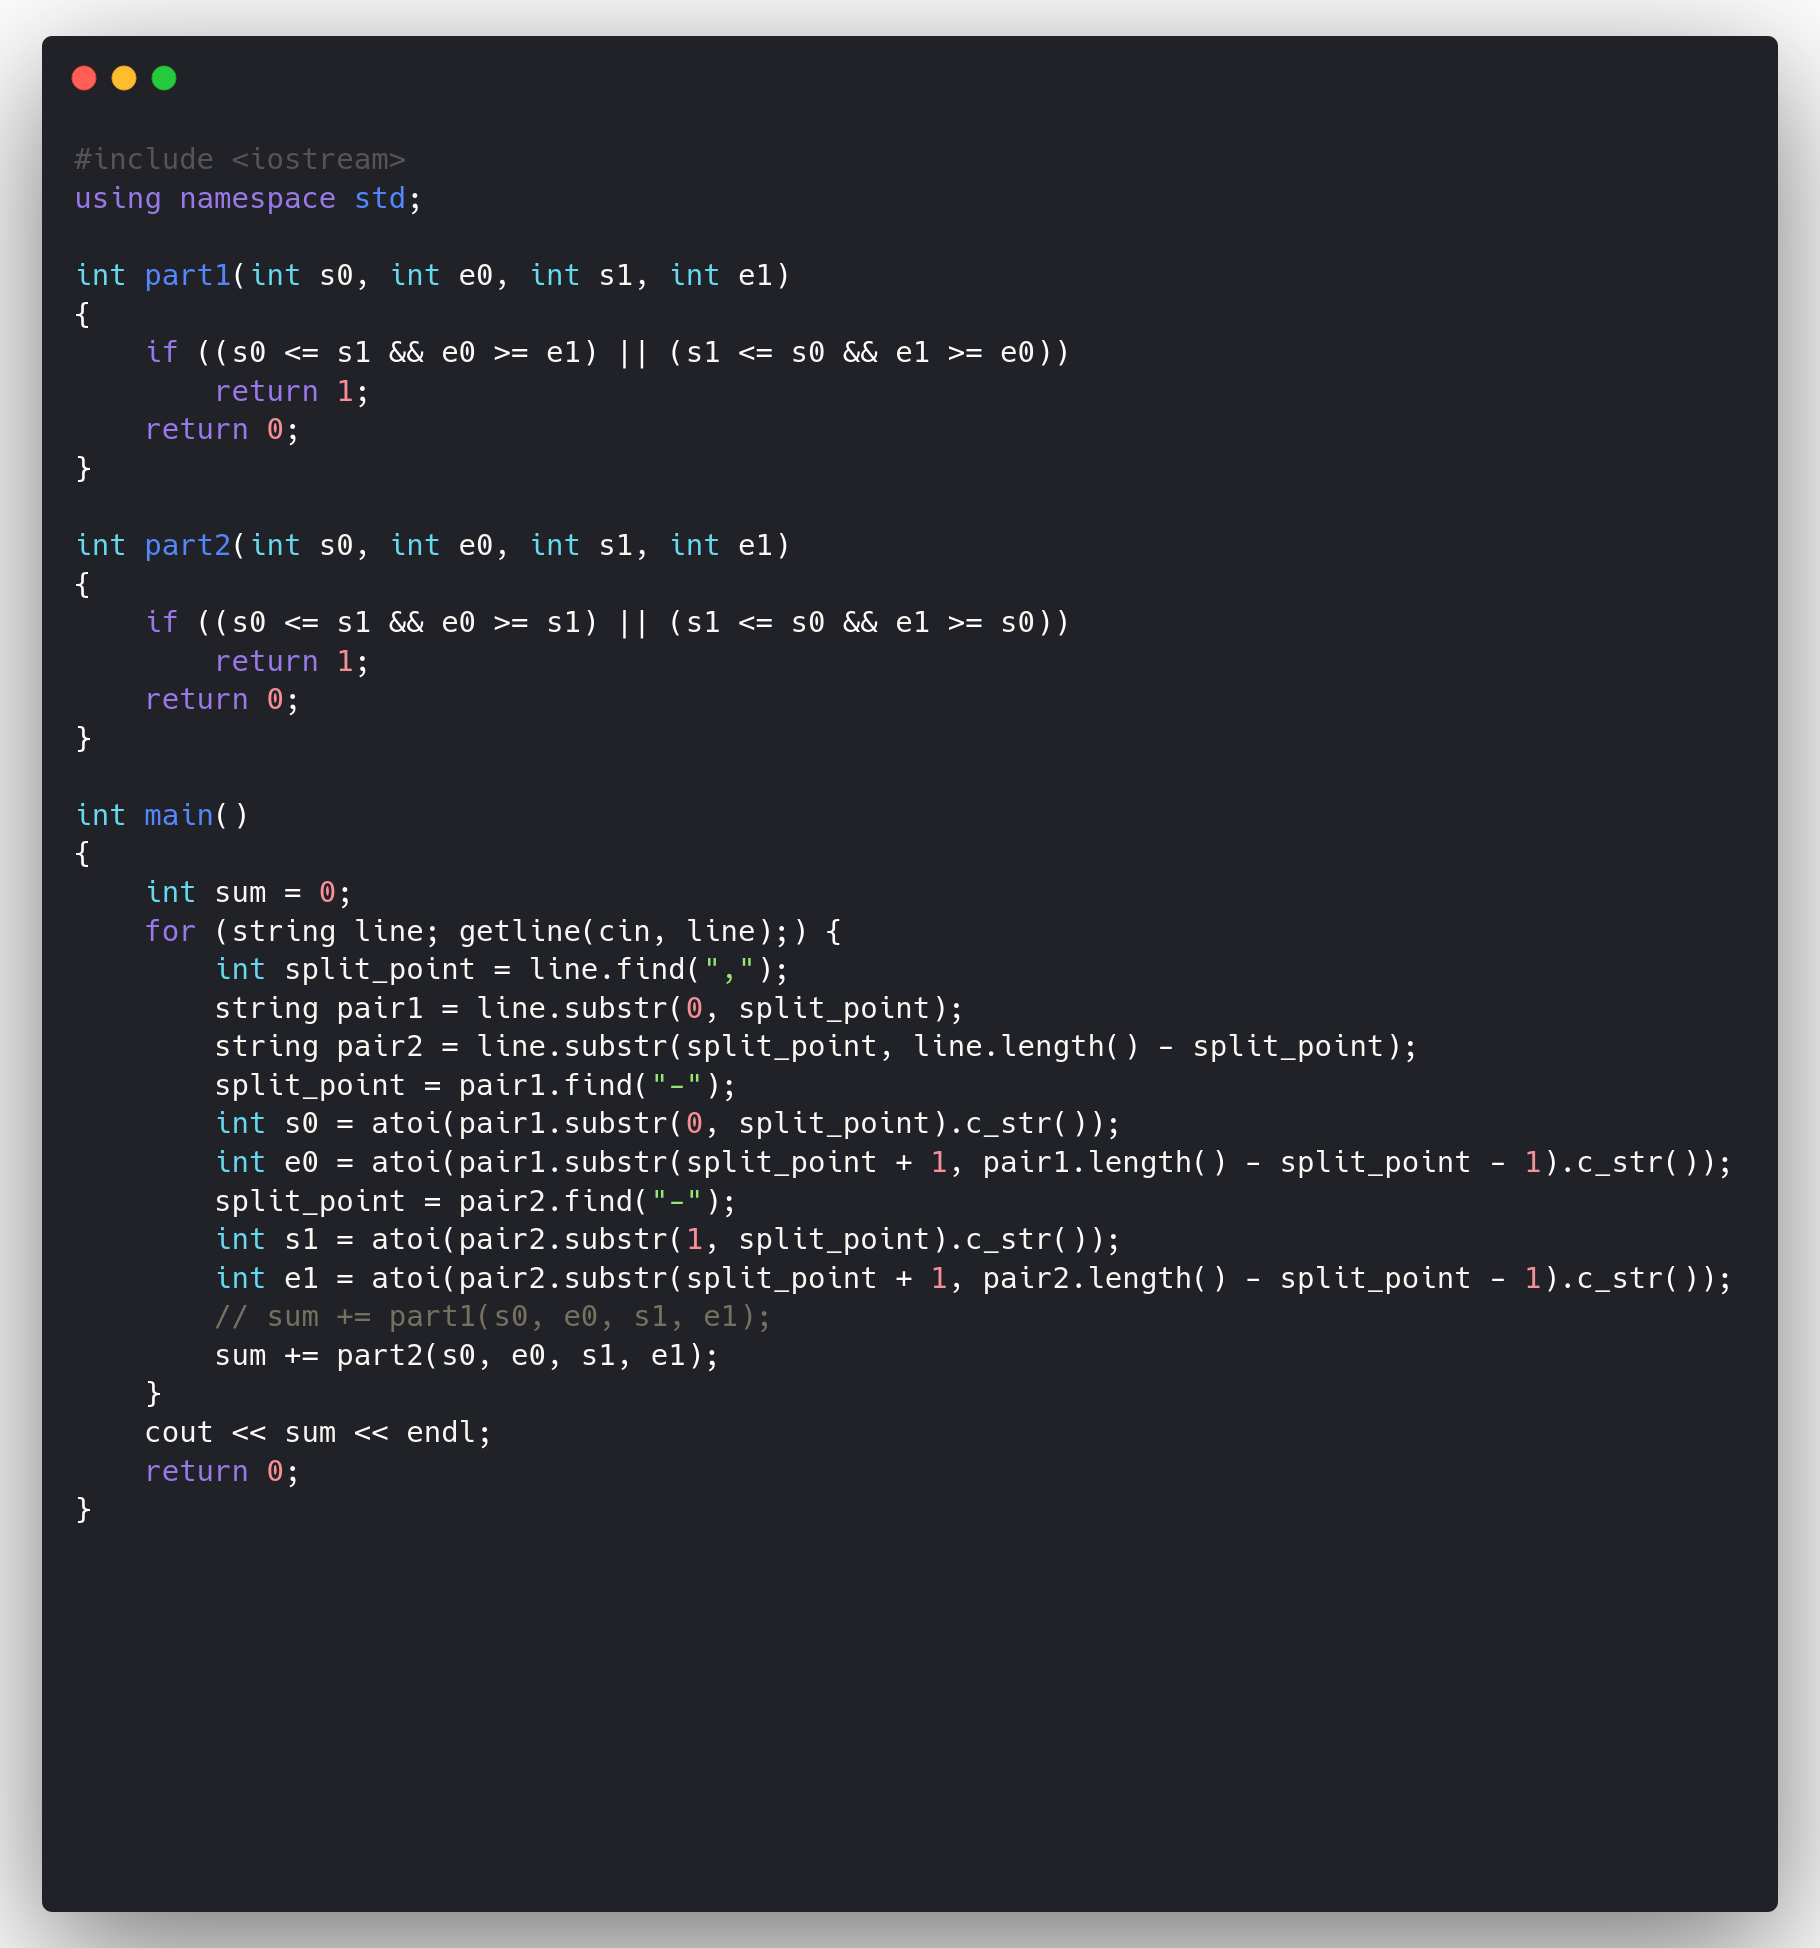 #include <iostream>
using namespace std;

int part1(int s0, int e0, int s1, int e1)
{
    if ((s0 <= s1 && e0 >= e1) || (s1 <= s0 && e1 >= e0))
        return 1;
    return 0;
}

int part2(int s0, int e0, int s1, int e1)
{
    if ((s0 <= s1 && e0 >= s1) || (s1 <= s0 && e1 >= s0))
        return 1;
    return 0;
}

int main()
{
    int sum = 0;
    for (string line; getline(cin, line);) {
        int split_point = line.find(",");
        string pair1 = line.substr(0, split_point);
        string pair2 = line.substr(split_point, line.length() - split_point);
        split_point = pair1.find("-");
        int s0 = atoi(pair1.substr(0, split_point).c_str());
        int e0 = atoi(pair1.substr(split_point + 1, pair1.length() - split_point - 1).c_str());
        split_point = pair2.find("-");
        int s1 = atoi(pair2.substr(1, split_point).c_str());
        int e1 = atoi(pair2.substr(split_point + 1, pair2.length() - split_point - 1).c_str());
        // sum += part1(s0, e0, s1, e1);
        sum += part2(s0, e0, s1, e1);
    }
    cout << sum << endl;
    return 0;
}